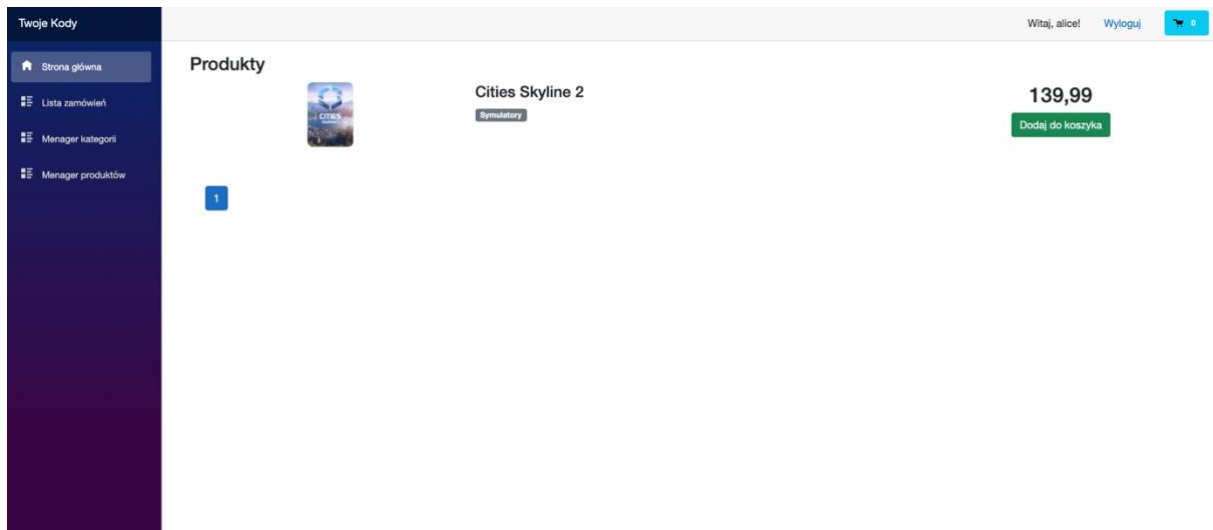 Twoje Kody
Witaj, alice!
Wyloguj
0
Strona główna
Lista zamówień
Menager kategorii
Menager produktów
Produkty
CITIES
Cities Skyline 2
Symulatory
139,99
Dodaj do koszyka
1